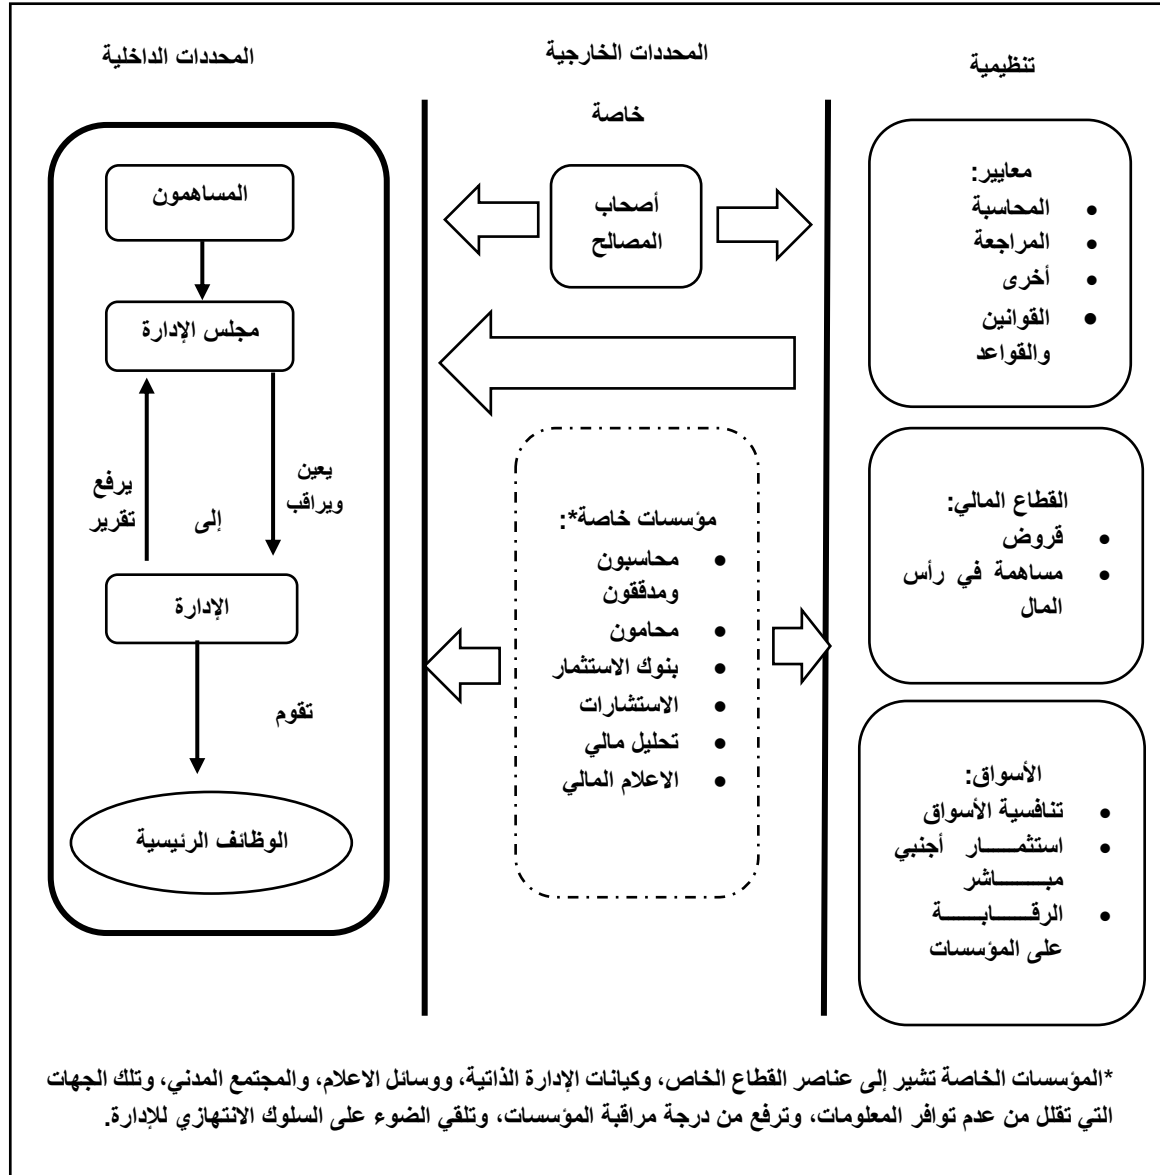 المحددات الداخلية
المحددات الخارجية
تنظيمية
خاصة
معايير:
• المحاسبة
• المراجعة
• أخرى
• القوانين
والقواعد
أصحاب
المصالح
المساهمون
مجلس الإدارة
يعين
ويراقب
إلى
يرفع
تقرير
الإدارة
تقوم
الوظائف الرئيسية
القطاع المالي:
• قروض
• مساهمة في رأس
المال
مؤسسات خاصة*:
• محاسبون
ومدققون
• محامون
• بنوك الاستثمار
• الاستشارات
• تحليل مالي
• الاعلام المالي
الأسواق:
• تنافسية الأسواق
• استثمـــــار أجنبي
مبـــــــاشر
• الرقـــــابـــــــة
على المؤسسات
*المؤسسات الخاصة تشير إلى عناصر القطاع الخاص، وكيانات الإدارة الذاتية، ووسائل الاعلام، والمجتمع المدني، وتلك الجهات
التي تقلل من عدم توافر المعلومات، وترفع من درجة مراقبة المؤسسات، وتلقي الضوء على السلوك الانتهازي للإدارة.